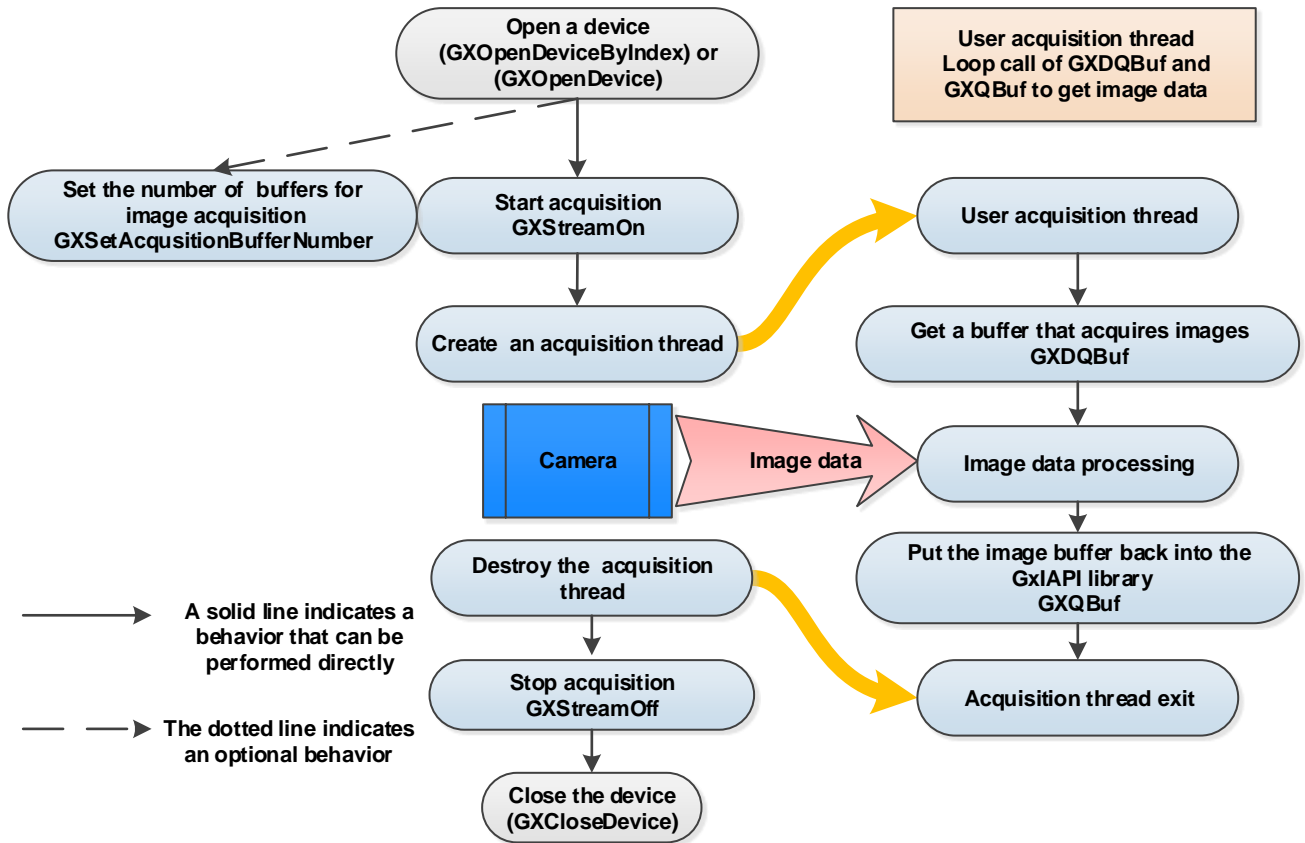 Open a device
(GXOpenDeviceByIndex) or
(GXOpenDevice)
User acquisition thread
Loop call of GXDQBuf and
GXQBuf to get image data
Set the number of buffers for
image acquisition
GXSetAcqusitionBufferNumber
Start acquisition
GXStreamOn
User acquisition thread
Create an acquisition thread
Get a buffer that acquires images
GXDQBuf
Camera
Image data
Image data processing
Destroy the acquisition
thread
Put the image buffer back into the
GxIAPI library
GXQBuf
A solid line indicates a
behavior that can be
performed directly
Stop acquisition
GXStreamOff
Acquisition thread exit
The dotted line indicates
an optional behavior
Close the device
(GXCloseDevice)